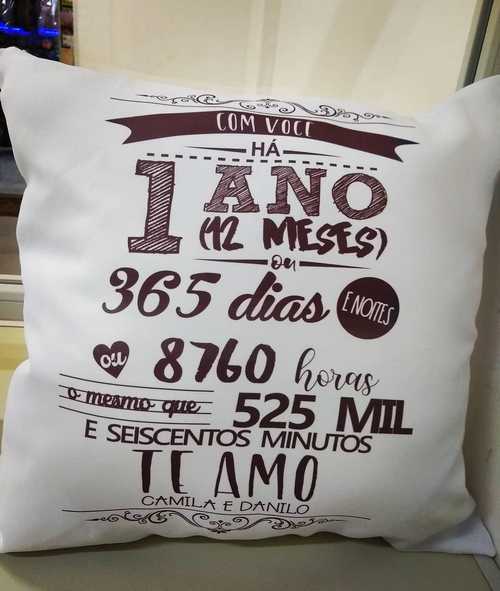 COM VOCÊ
HÁ
1 ANO
(12 MESES)
ou
365 dias E NOITES
ou 8760 horas
o mesmo que 525 MIL
E SEISCENTOS MINUTOS
TE AMO
CAMILA E DANILO